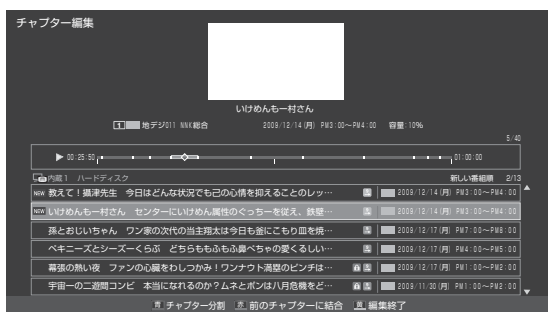 チャプター編集
いけめんもー村さん
1 地デジ011 NNK総合 2009/12/14(月) PM3:00～PM4:00 容量:10%
5/40
▶ 00:25:50 01:00:00
内蔵1 ハードディスク 新しい番組順 2/13
NEW 教えて！攝津先生 今日はどんな状況でも己の心情を抑えることのレッ… 2009/12/14(月) PM3:00～PM4:00
NEW いけめんもー村さん センターにいけめん属性のぐっちーを従え、鉄壁… 2009/12/14(月) PM3:00～PM4:00
孫とおじいちゃん ワン家の次代の当主翔太は今日も釜にこもり皿を焼… 2009/12/17(月) PM7:00～PM8:00
ペキニーズとシーズーくらぶ どちらももふもふ鼻ぺちゃの愛くるしい… 2009/12/17(月) PM5:00～PM6:00
幕張の熱い夜 ファンの心臓をわしつかみ！ワンナウト満塁のピンチは… 2009/12/17(月) PM1:00～PM2:00
宇宙一の二遊間コンビ 本当になれるのか？ムネとポンは八月危機をど… 2009/11/30(月) PM1:00～PM2:00
青 チャプター分割 赤 前のチャプターに結合 黄 編集終了